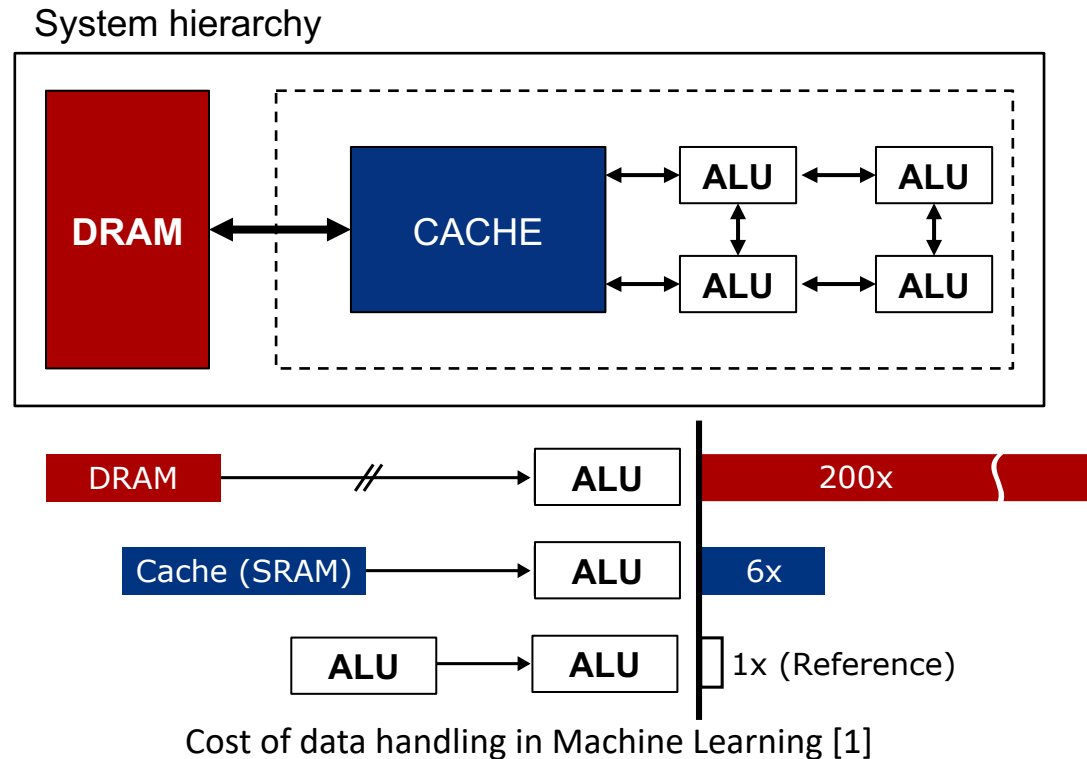 System hierarchy
DRAM
CACHE
ALU
ALU
ALU
ALU
DRAM
ALU
200x
Cache (SRAM)
ALU
6x
ALU
ALU
1x (Reference)
Cost of data handling in Machine Learning [1]